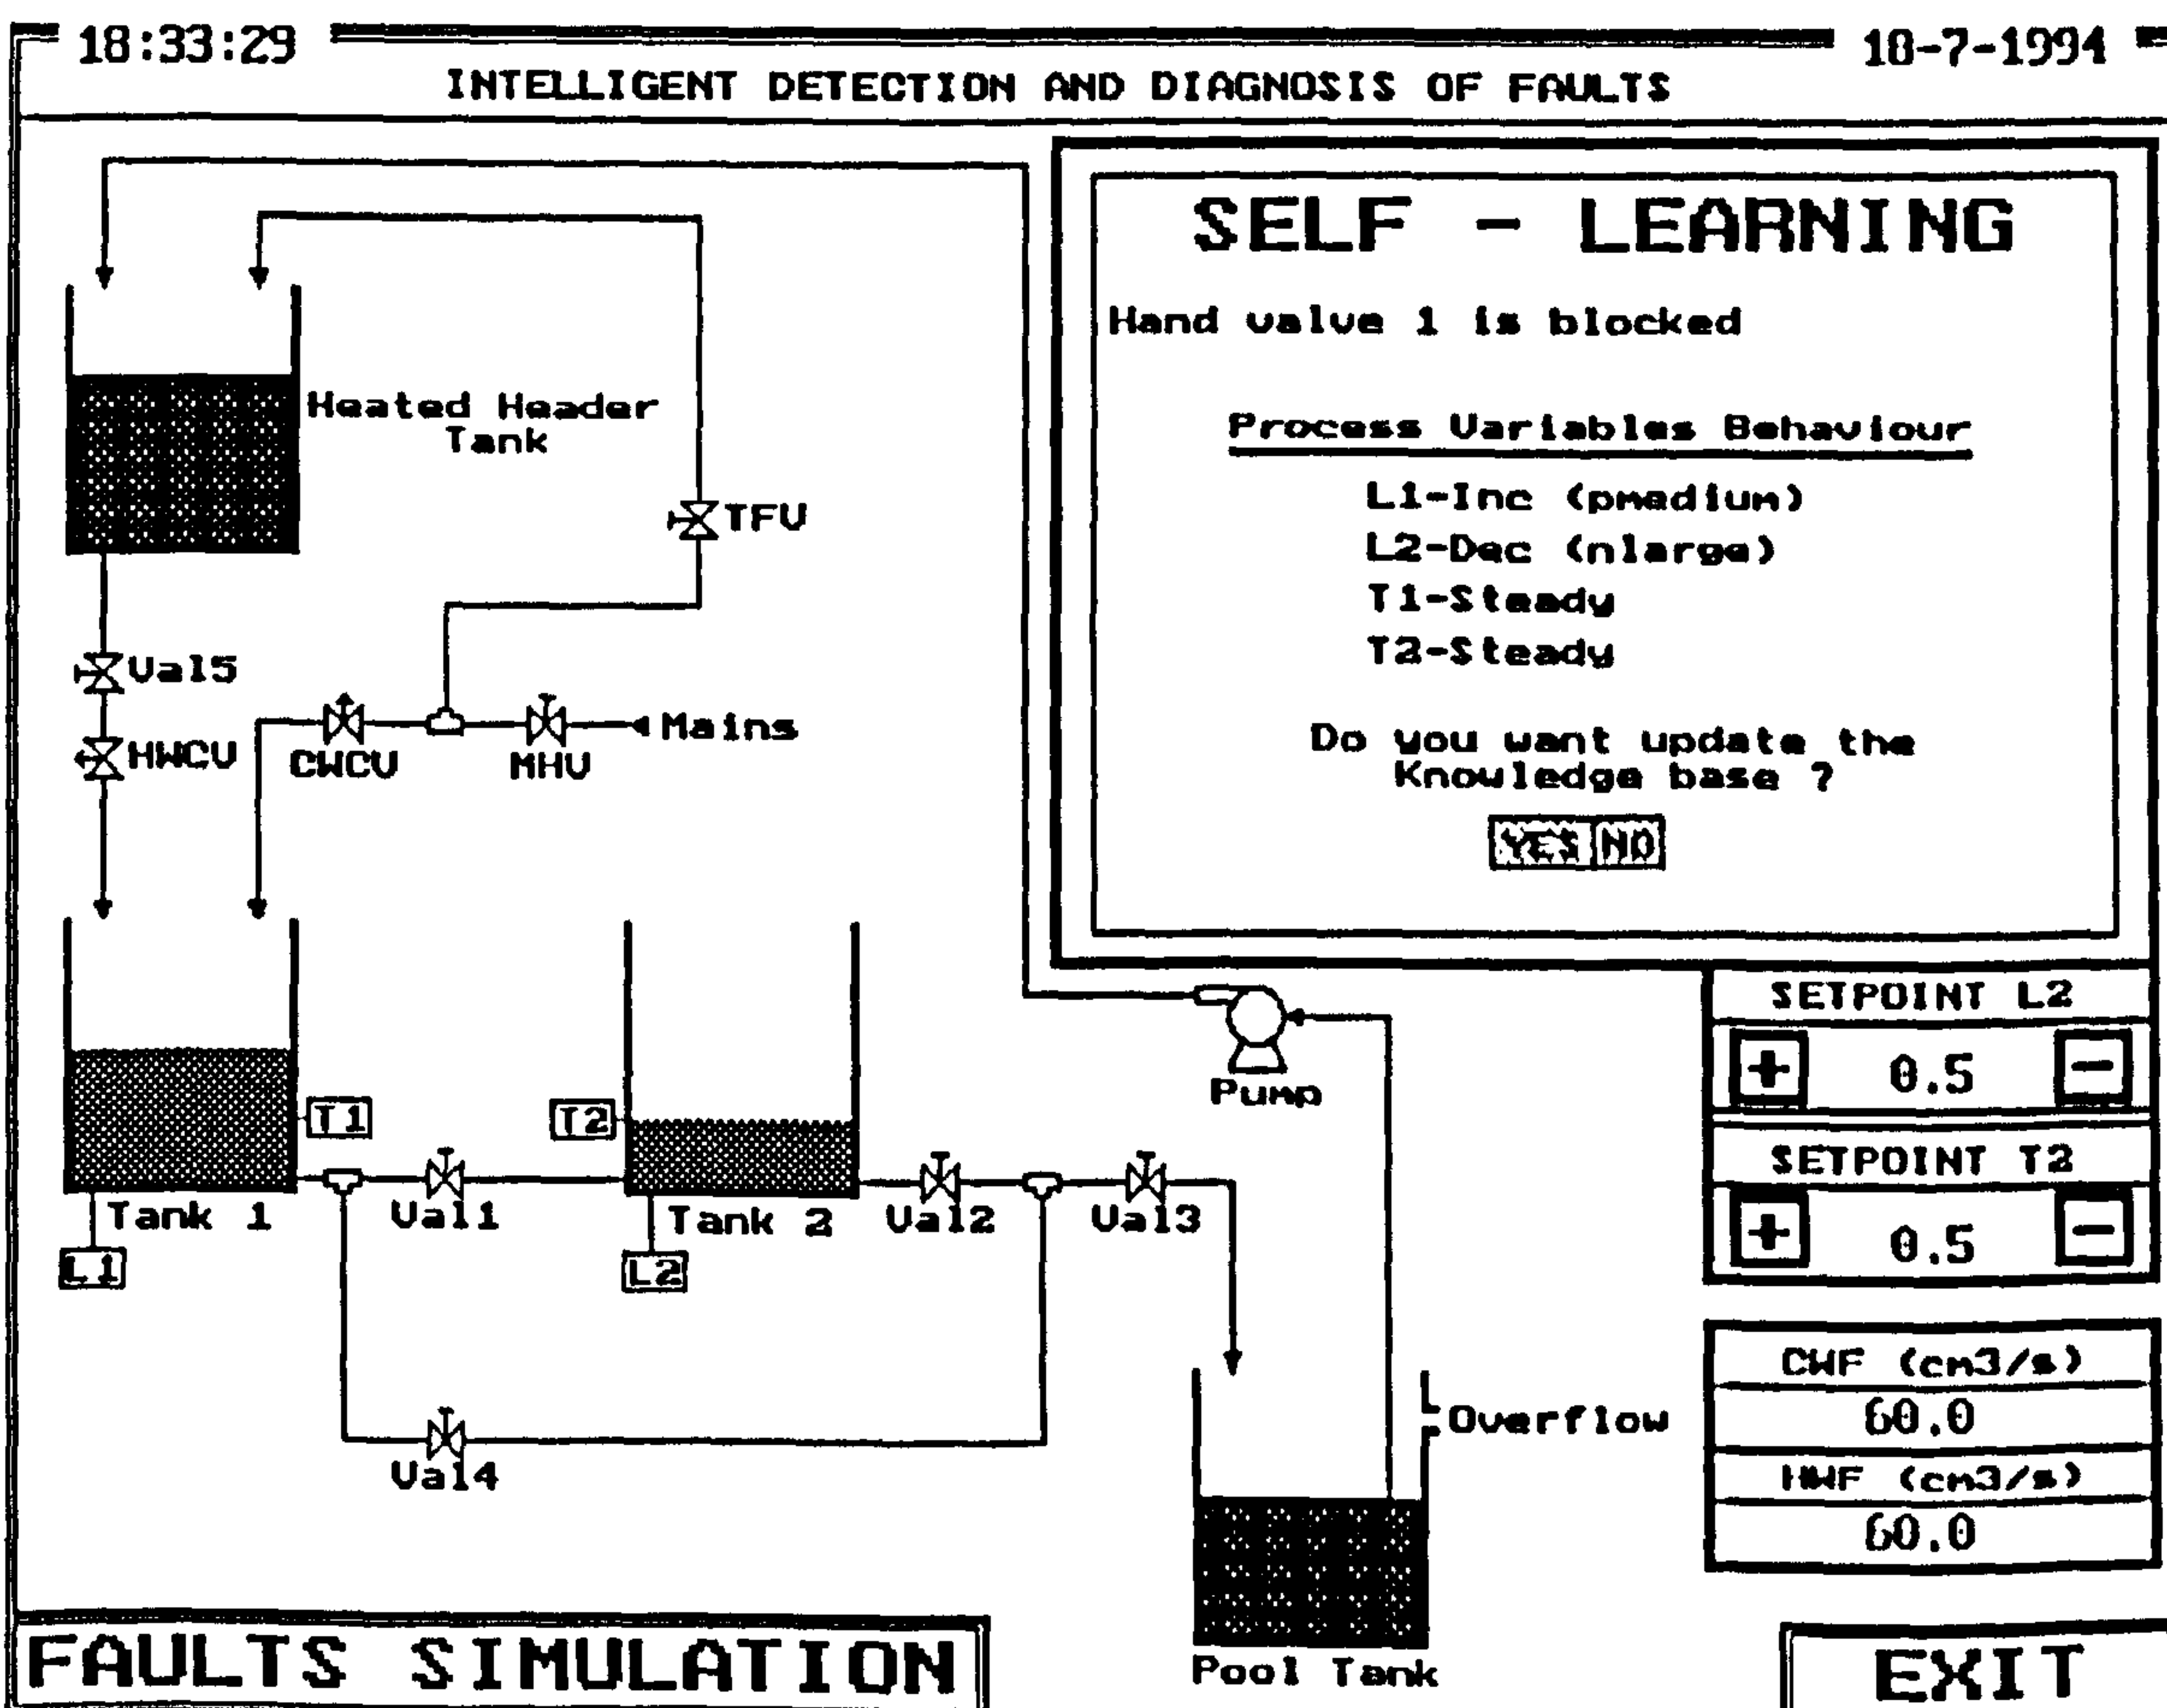 18:33:29
18-7-1994
INTELLIGENT DETECTION AND DIAGNOSIS OF FAULTS
SELF - LEARNING
Hand valve 1 is blocked
Process Variables Behaviour
L1-Inc (pmedium)
L2-Dec (nlarge)
T1-Steady
T2-Steady
Do you want update the
Knowledge base ?
YES NO
Heated Header
Tank
TFV
Val5
HWCV
CWCV
MHV
Mains
T1
T2
Tank 1
Val1
Tank 2
Val2
Val3
L1
L2
Val4
Pump
Overflow
Pool Tank
SETPOINT L2
+ 0.5 -
SETPOINT T2
+ 0.5 -
CWF (cm3/s)
60.0
HWF (cm3/s)
60.0
FAULTS SIMULATION
EXIT